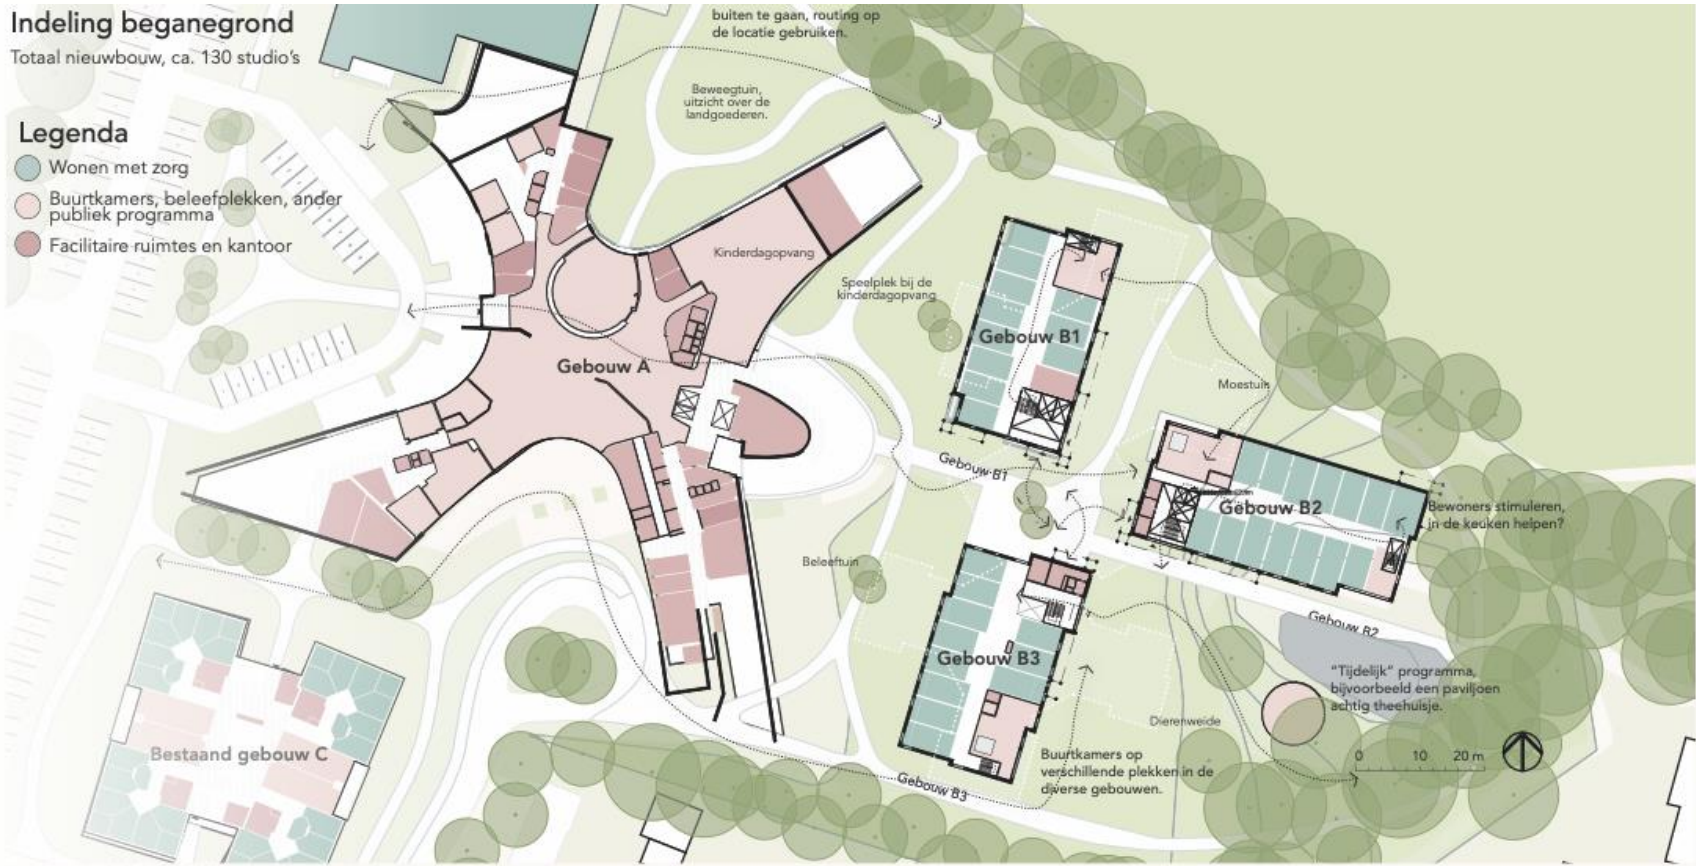 Indeling beganegrond
Totaal nieuwbouw, ca. 130 studio's
Legenda
Wonen met zorg
Buurtkamers, beleefplekken, ander
publiek programma
Facilitaire ruimtes en kantoor
buiten te gaan, routing op
de locatie gebruiken.
Beweegtuin,
uitzicht over de
landgoederen.
Kinderdagopvang
Speelplek bij de
kinderdagopvang
Gebouw A
Gebouw B1
Moestuin
Gebouw B1
Gebouw B2
Bewoners stimuleren,
in de keuken helpen?
Beleeftuin
Gebouw B2
Gebouw B3
"Tijdelijk" programma,
bijvoorbeeld een paviljoen
achtig theehuisje.
Dierenweide
Bestaand gebouw C
Buurtkamers op
verschillende plekken in de
diverse gebouwen.
0 10 20 m
Gebouw B3